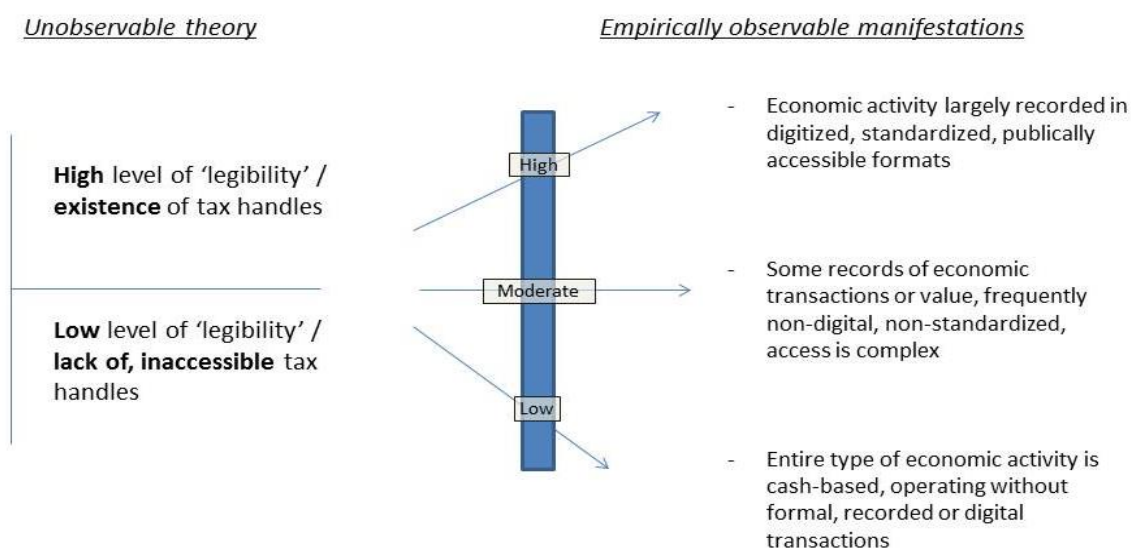 Unobservable theory
Empirically observable manifestations
High level of ‘legibility’ /
existence of tax handles
Low level of ‘legibility’ /
lack of, inaccessible tax
handles
High
Moderate
Low
- Economic activity largely recorded in
digitized, standardized, publically
accessible formats
- Some records of economic
transactions or value, frequently
non-digital, non-standardized,
access is complex
- Entire type of economic activity is
cash-based, operating without
formal, recorded or digital
transactions